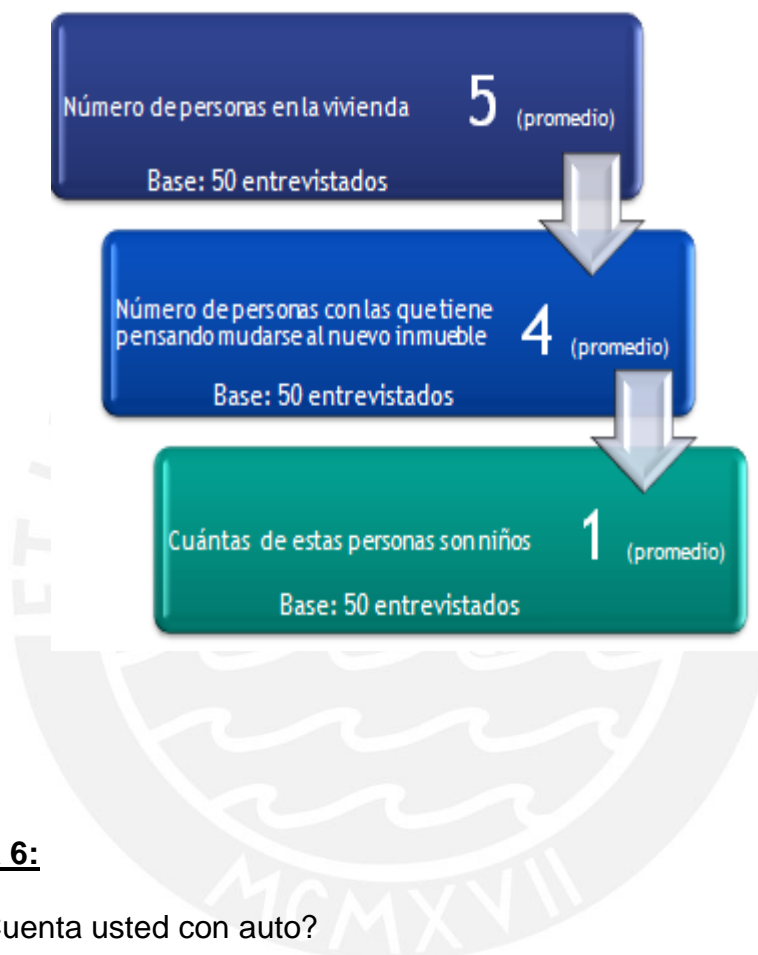 Número de personas en la vivienda 5 (promedio)
Base: 50 entrevistados
Número de personas con las que tiene
pensando mudarse al nuevo inmueble 4 (promedio)
Base: 50 entrevistados
Cuántas de estas personas son niños 1 (promedio)
Base: 50 entrevistados
6:
usted con auto?
MCMXVII